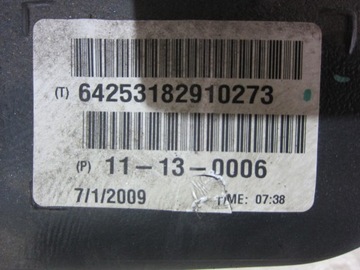 (T) 64253182910273
(P) 11-13-0006
7/1/2009 TIME: 07:38